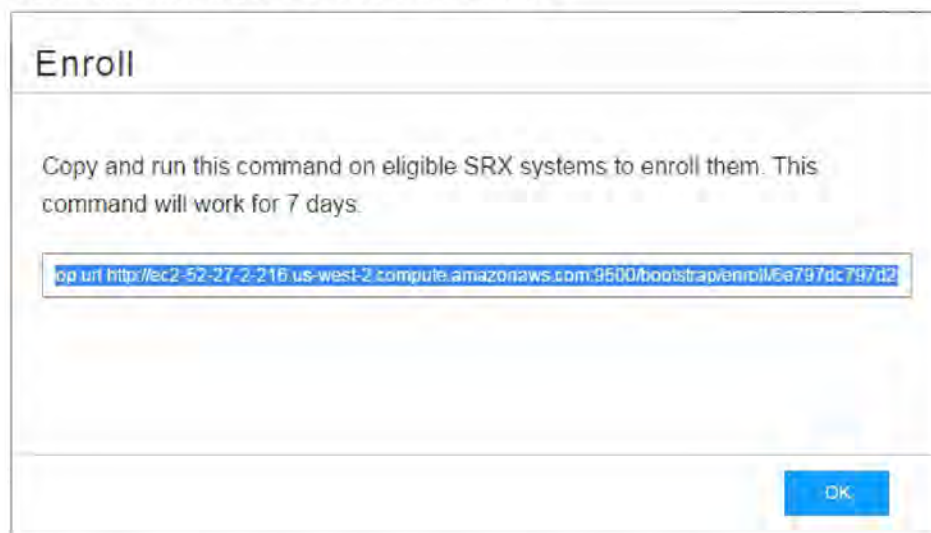 Enroll
Copy and run this command on eligible SRX systems to enroll them. This
command will work for 7 days.
op url http://ec2-52-27-2-216.us-west-2.compute.amazonaws.com:9500/bootstrap/enroll/6e797dc797d2
OK